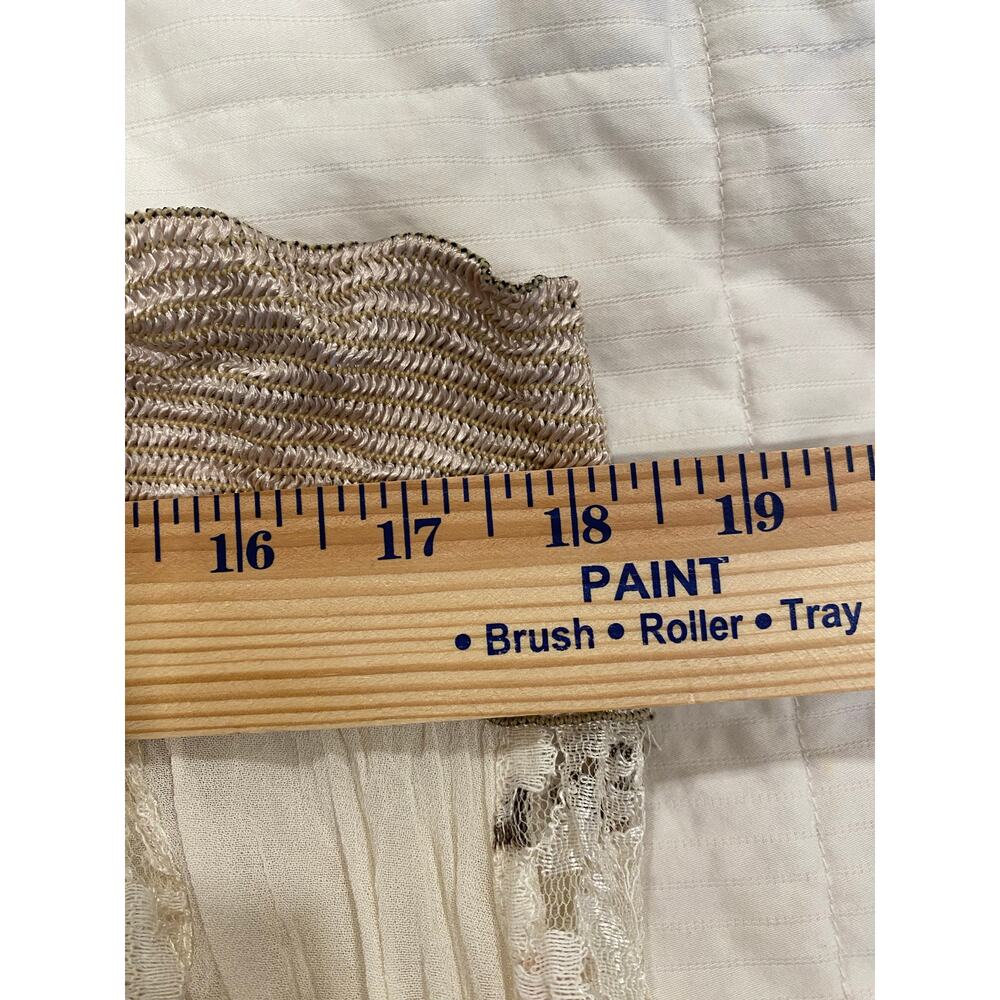 16 17 18 19
PAINT
• Brush • Roller • Tray